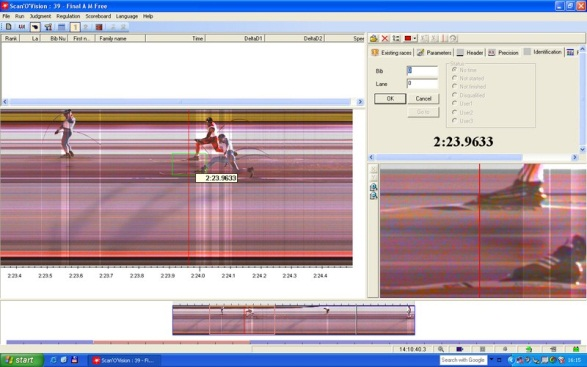 Scan'O'Vision : 39 - Final A M Free
File Run Judgment Regulation Scoreboard Language Help
Rank La Bib Nu First n.. Family name Time DeltaD1 DeltaD2 Sper
Existing races Parameters Header Precision Identification F
Bib
Lane 0
OK Cancel
Status
No time
Not started
Not finished
Disqualified
User1
User2
User3
2:23.9633
2:23.9633
2:23.4 2:23.5 2:23.6 2:23.7 2:23.8 2:23.9 2:24.0 2:24.1 2:24.2 2:24.3 2:24.4
14:18:40.3
start Scan'O'Vision : 39 - Fi... Search with Google 16:15